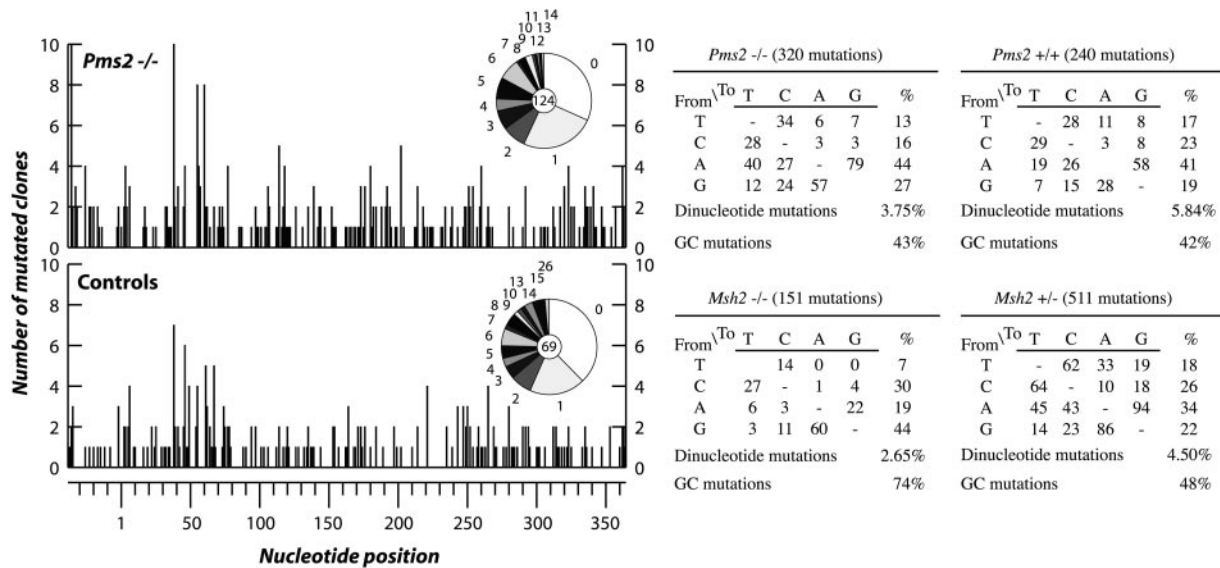 Number of mutated clones
Pms2 -/-
10
8
6
4
2
0
10
8
6
4
2
0
124
0
1
2
3
4
5
6
7
8
9
10
11
12
13
14
Controls
10
8
6
4
2
0
10
8
6
4
2
0
69
0
1
2
3
4
5
6
7
8
9
10
13
14
15
26
1 50 100 150 200 250 300 350
Nucleotide position
Pms2 -/- (320 mutations)
From\To T C A G %
T - 34 6 7 13
C 28 - 3 3 16
A 40 27 - 79 44
G 12 24 57 27
Dinucleotide mutations 3.75%
GC mutations 43%
Pms2 +/+ (240 mutations)
From\To T C A G %
T - 28 11 8 17
C 29 - 3 8 23
A 19 26 58 41
G 7 15 28 - 19
Dinucleotide mutations 5.84%
GC mutations 42%
Msh2 -/- (151 mutations)
From\To T C A G %
T 14 0 0 7
C 27 - 1 4 30
A 6 3 - 22 19
G 3 11 60 - 44
Dinucleotide mutations 2.65%
GC mutations 74%
Msh2 +/- (511 mutations)
From\To T C A G %
T - 62 33 19 18
C 64 - 10 18 26
A 45 43 - 94 34
G 14 23 86 - 22
Dinucleotide mutations 4.50%
GC mutations 48%